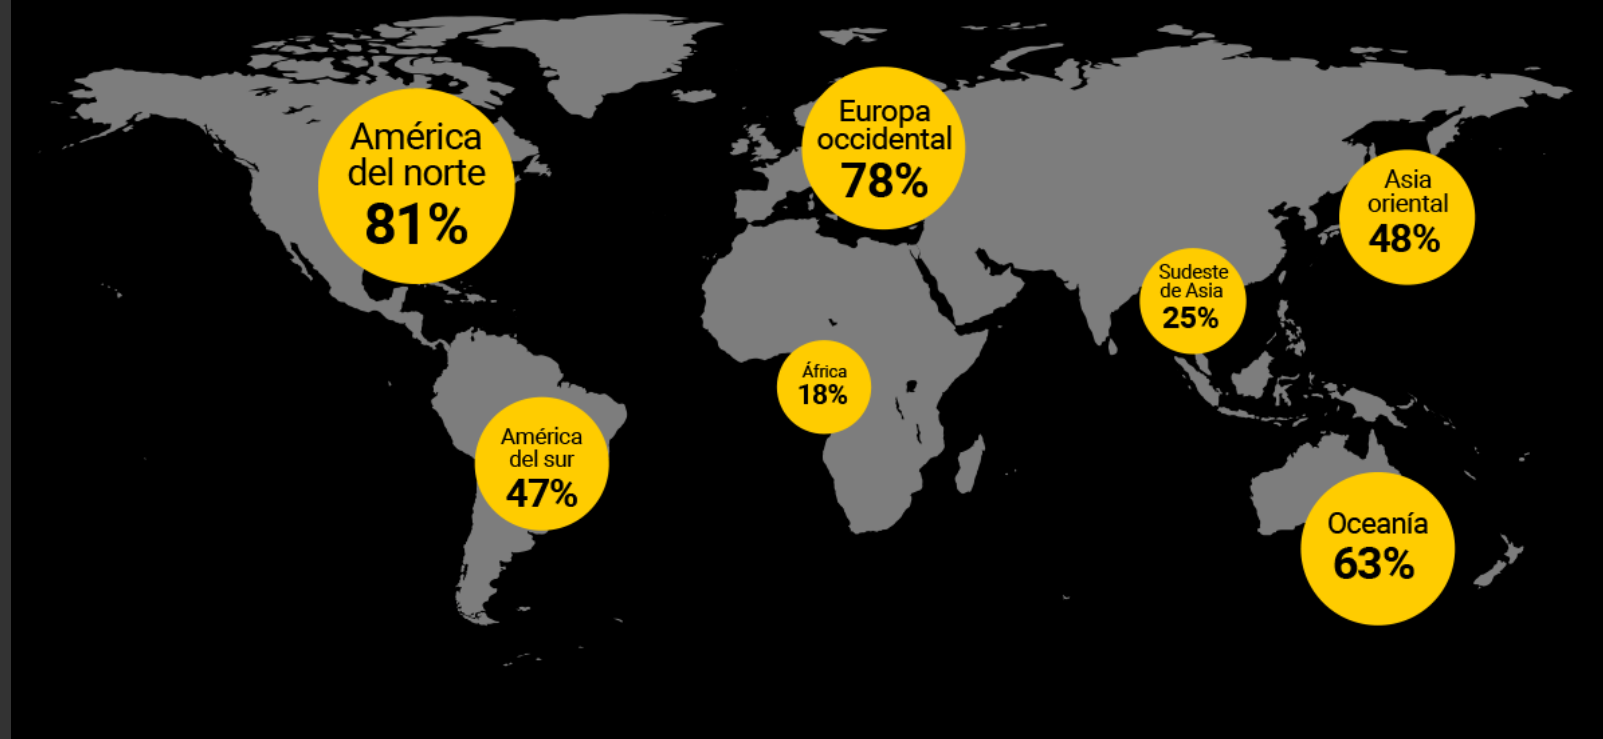 América
del norte
81%
Europa
occidental
78%
Asia
oriental
48%
Sudeste
de Asia
25%
África
18%
América
del sur
47%
Oceanía
63%